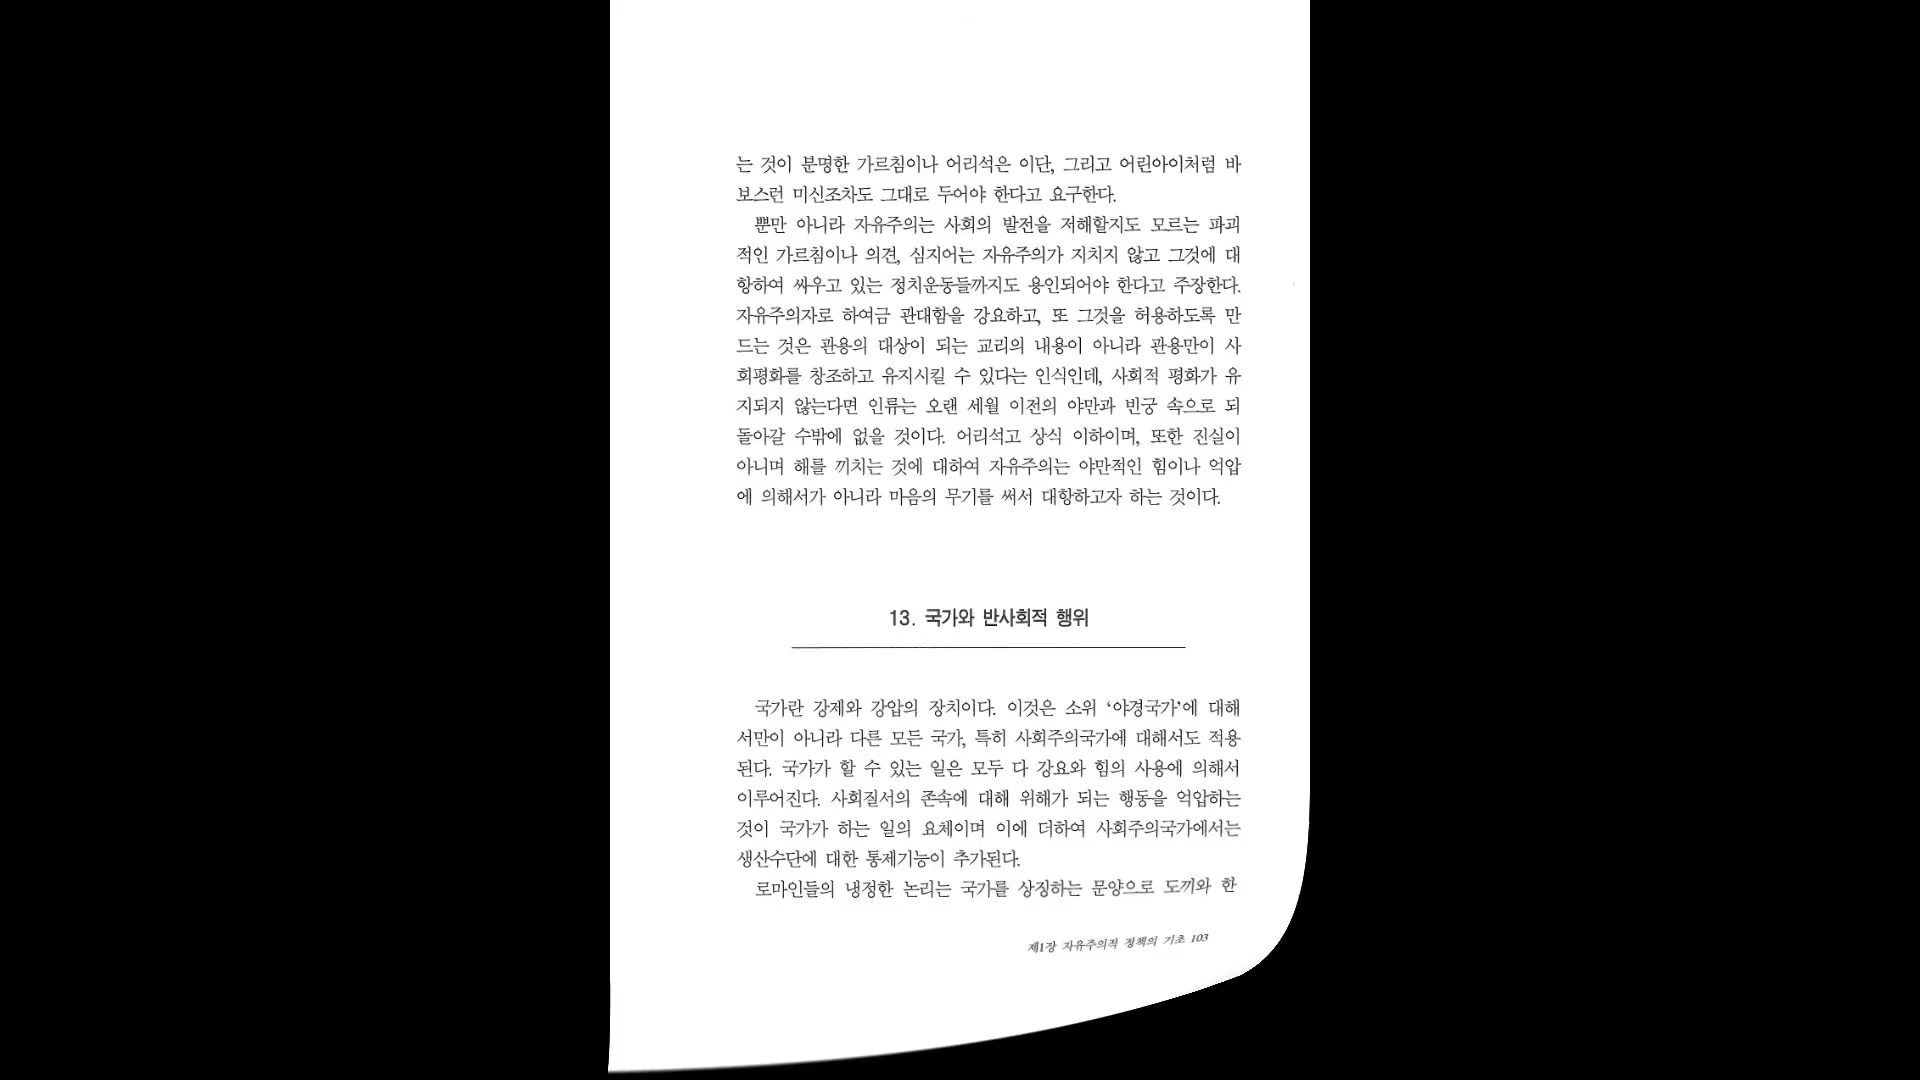 는 것이 분명한 가르침이나 어리석은 이단, 그리고 어린아이처럼 바
보스런 미신조차도 그대로 두어야 한다고 요구한다.
뿐만 아니라 자유주의는 사회의 발전을 저해할지도 모르는 파괴
적인 가르침이나 의견, 심지어는 자유주의가 지치지 않고 그것에 대
항하여 싸우고 있는 정치운동들까지도 용인되어야 한다고 주장한다.
자유주의자로 하여금 관대함을 강요하고, 또 그것을 허용하도록 만
드는 것은 관용의 대상이 되는 교리의 내용이 아니라 관용만이 사
회평화를 창조하고 유지시킬 수 있다는 인식인데, 사회적 평화가 유
지되지 않는다면 인류는 오랜 세월 이전의 야만과 빈궁 속으로 되
돌아갈 수밖에 없을 것이다. 어리석고 상식 이하이며, 또한 진실이
아니며 해를 끼치는 것에 대하여 자유주의는 야만적인 힘이나 억압
에 의해서가 아니라 마음의 무기를 써서 대항하고자 하는 것이다.
13. 국가와 반사회적 행위
국가란 강제와 강압의 장치이다. 이것은 소위 ‘야경국가’에 대해
서만이 아니라 다른 모든 국가, 특히 사회주의국가에 대해서도 적용
된다. 국가가 할 수 있는 일은 모두 다 강요와 힘의 사용에 의해서
이루어진다. 사회질서의 존속에 대해 위해가 되는 행동을 억압하는
것이 국가가 하는 일의 요체이며 이에 더하여 사회주의국가에서는
생산수단에 대한 통제기능이 추가된다.
로마인들의 냉정한 논리는 국가를 상징하는 문양으로 도끼와 한
제1장 자유주의적 정책의 기초 103